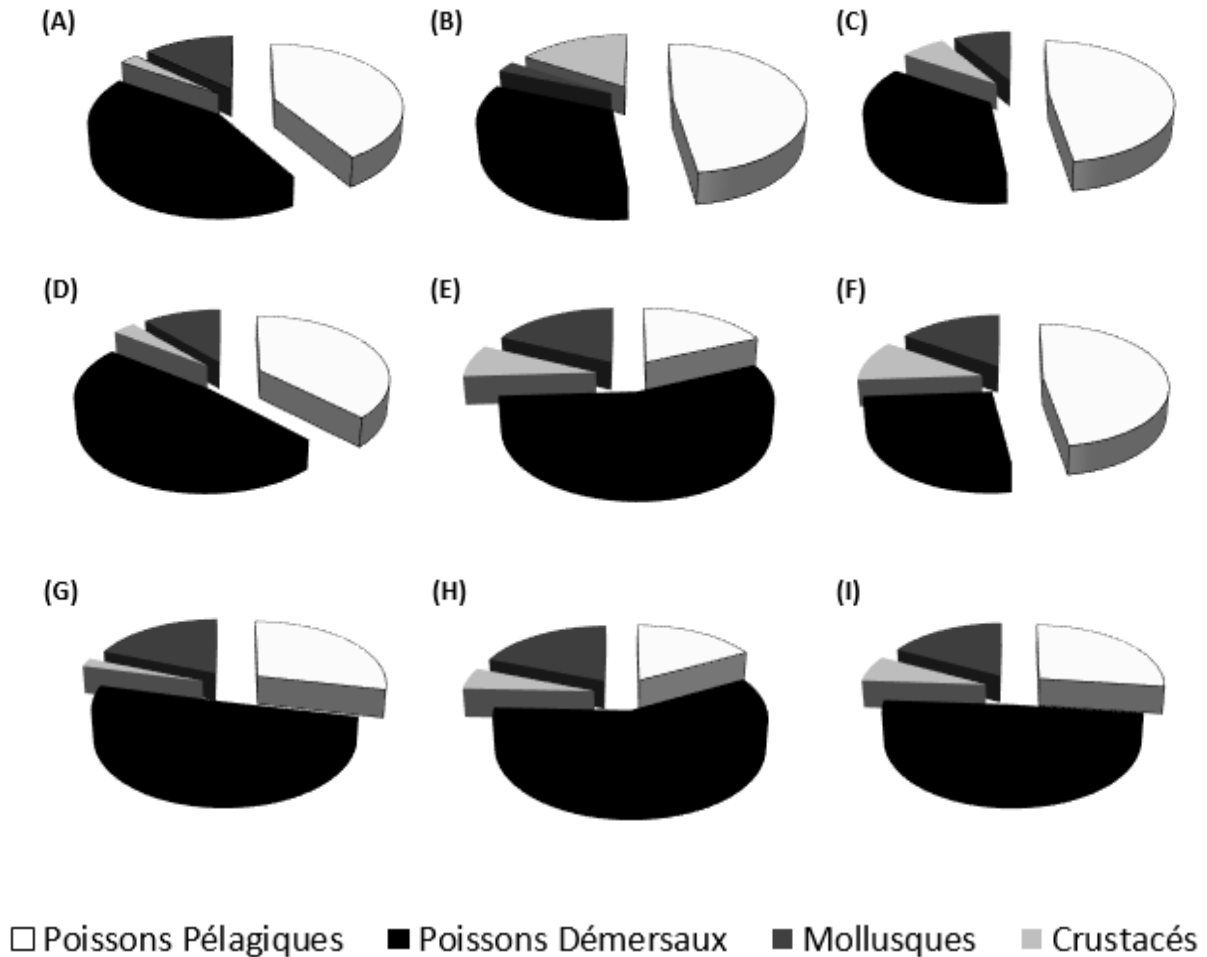 (A) (B) (C)
(D) (E) (F)
(G) (H) (I)
Poissons Pélagiques Poissons Démersaux Mollusques Crustacés